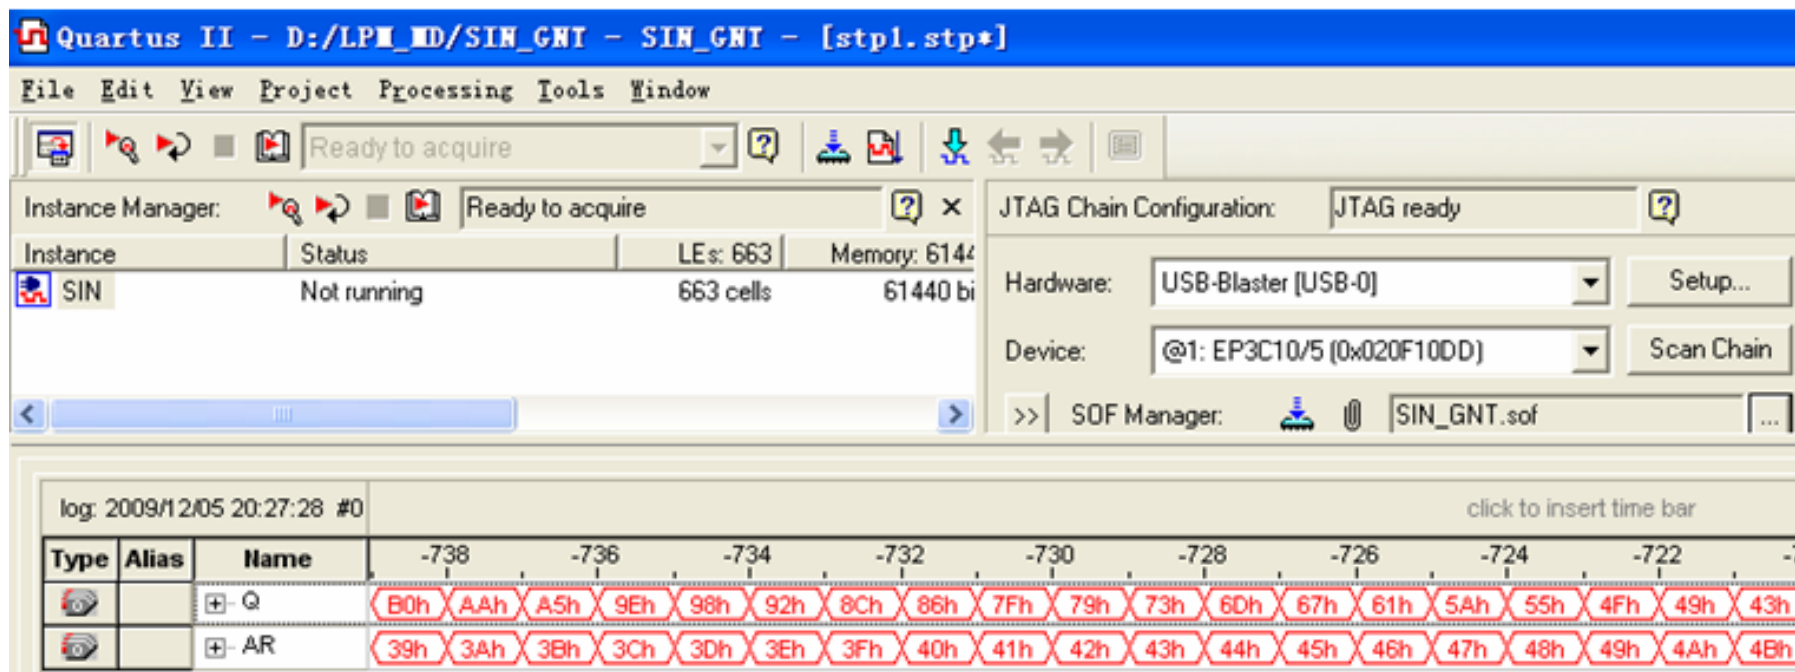 Quartus II - D:/LPM_MD/SIN_GNT - SIN_GNT - [stp1.stp*]
File Edit View Project Processing Tools Window
Ready to acquire
Instance Manager: Ready to acquire JTAG Chain Configuration: JTAG ready
Instance Status LEs: 663 Memory: 6144
SIN Not running 663 cells 61440 bi
Hardware: USB-Blaster [USB-0] Setup...
Device: @1: EP3C10/5 (0x020F10DD) Scan Chain
>> SOF Manager: SIN_GNT.sof ...
log: 2009/12/05 20:27:28 #0 click to insert time bar
Type Alias Name -738 -736 -734 -732 -730 -728 -726 -724 -722
Q B0h AAh A5h 9Eh 98h 92h 8Ch 86h 7Fh 79h 73h 6Dh 67h 61h 5Ah 55h 4Fh 49h 43h
AR 39h 3Ah 3Bh 3Ch 3Dh 3Eh 3Fh 40h 41h 42h 43h 44h 45h 46h 47h 48h 49h 4Ah 4Bh